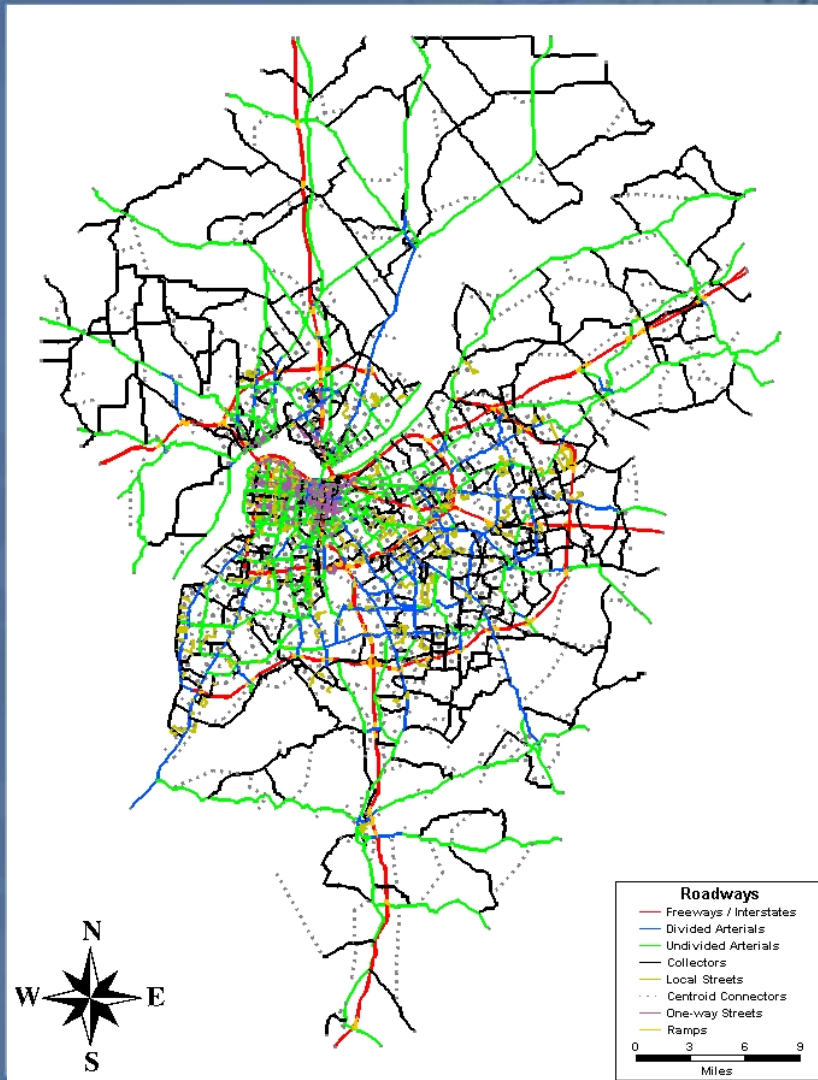 N
W E
S
Roadways
Freeways / Interstates
Divided Arterials
Undivided Arterials
Collectors
Local Streets
Centroid Connectors
One-way Streets
Ramps
0 3 6 9
Miles